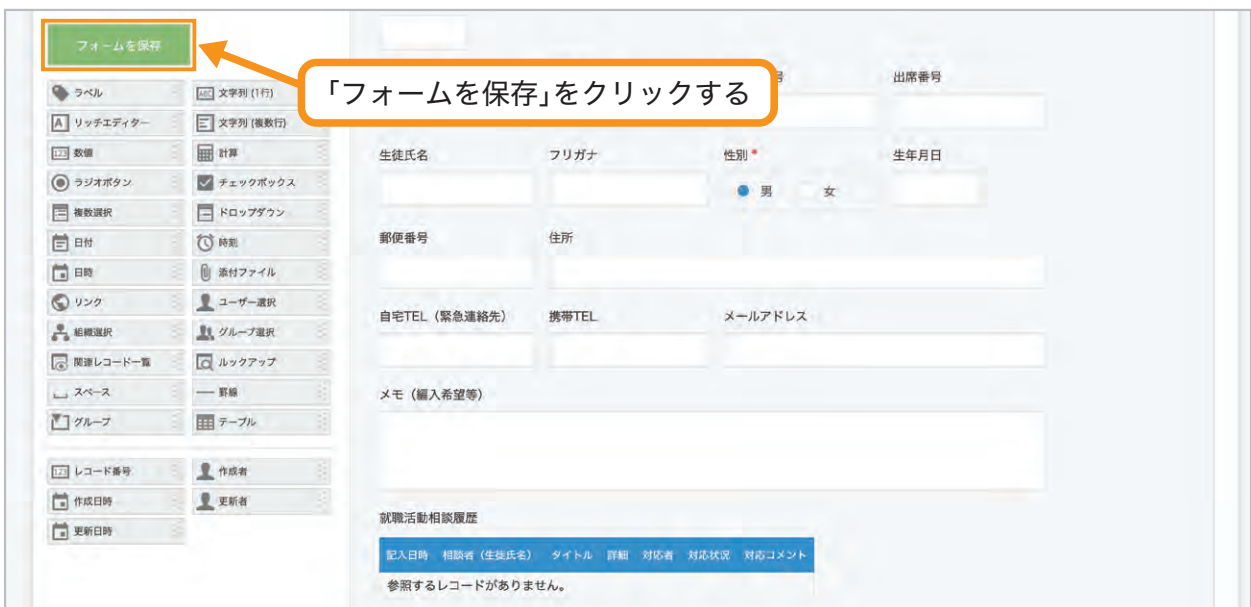 フォームを保存
「フォームを保存」をクリックする
ラベル
文字列 (1行)
リッチエディター
文字列 (複数行)
数値
計算
ラジオボタン
チェックボックス
複数選択
ドロップダウン
日付
時刻
日時
添付ファイル
リンク
ユーザー選択
組織選択
グループ選択
関連レコード一覧
ルックアップ
スペース
罫線
グループ
テーブル
レコード番号
作成者
作成日時
更新者
更新日時
出席番号
生徒氏名
フリガナ
性別 *
生年月日
男
女
郵便番号
住所
自宅TEL（緊急連絡先）
携帯TEL
メールアドレス
メモ（編入希望等）
就職活動相談履歴
記入日時 相談者（生徒氏名） タイトル 詳細 対応者 対応状況 対応コメント
参照するレコードがありません。